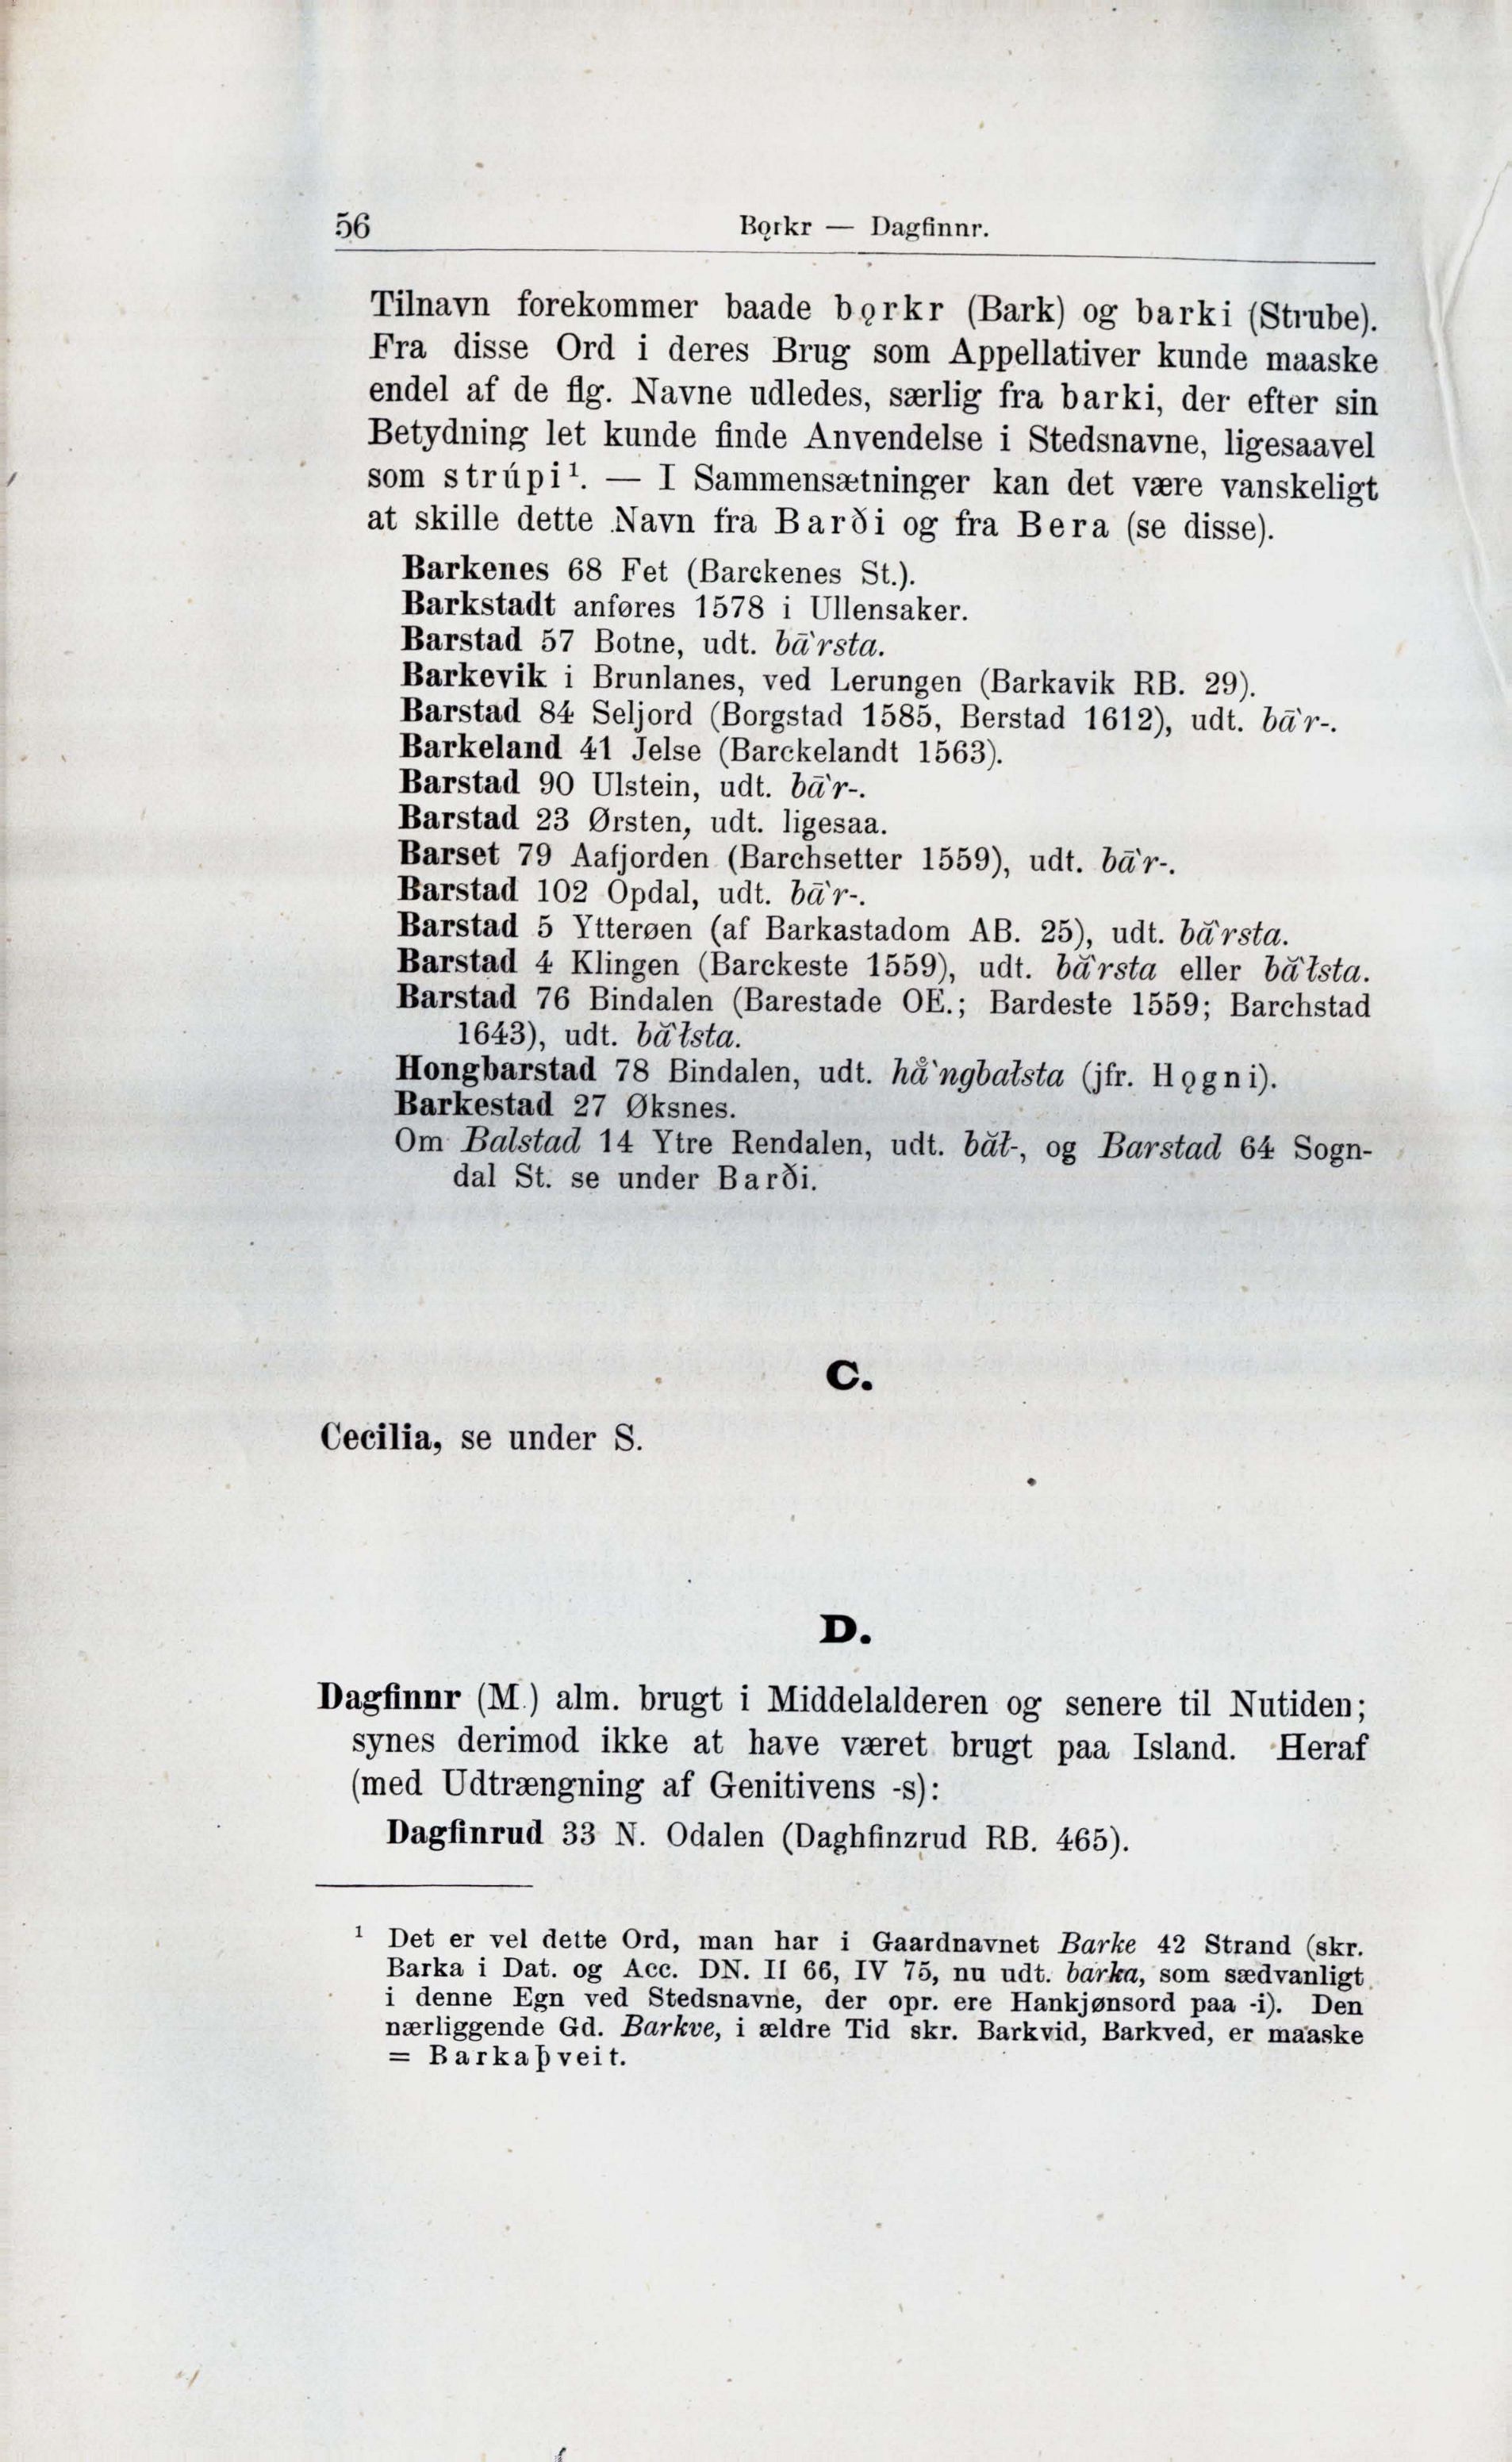 56
Bǫrkr — Dagfinnr.
Tilnavn forekommer baade bǫrkr (Bark) og barki (Strube).
Fra disse Ord i deres Brug som Appellativer kunde maaske
endel af de flg. Navne udledes, særlig fra barki, der efter sin
Betydning let kunde finde Anvendelse i Stedsnavne, ligesaavel
som strúpi¹. — I Sammensætninger kan det være vanskeligt
at skille dette Navn fra Barði og fra Bera (se disse).
Barkenes 68 Fet (Barckenes St.).
Barkstadt anføres 1578 i Ullensaker.
Barstad 57 Botne, udt. bā`rsta.
Barkevik i Brunlanes, ved Lerungen (Barkavik RB. 29).
Barstad 84 Seljord (Borgstad 1585, Berstad 1612), udt. bā`r-.
Barkeland 41 Jelse (Barckelandt 1563).
Barstad 90 Ulstein, udt. bā`r-.
Barstad 23 Ørsten, udt. ligesaa.
Barset 79 Aafjorden (Barchsetter 1559), udt. bā`r-.
Barstad 102 Opdal, udt. bā`r-.
Barstad 5 Ytterøen (af Barkastadom AB. 25), udt. bă`rsta.
Barstad 4 Klingen (Barckeste 1559), udt. bă`rsta eller bă`łsta.
Barstad 76 Bindalen (Barestade OE.; Bardeste 1559; Barchstad
1643), udt. bă`łsta.
Hongbarstad 78 Bindalen, udt. hå`ngbałsta (jfr. Hǫgni).
Barkestad 27 Øksnes.
Om Balstad 14 Ytre Rendalen, udt. băł-, og Barstad 64 Sogn-
dal St. se under Barði.
C.
Cecilia, se under S.
D.
Dagfinnr (M.) alm. brugt i Middelalderen og senere til Nutiden;
synes derimod ikke at have været brugt paa Island. Heraf
(med Udtrængning af Genitivens -s):
Dagfinrud 33 N. Odalen (Daghfinzrud RB. 465).
¹ Det er vel dette Ord, man har i Gaardnavnet Barke 42 Strand (skr.
Barka i Dat. og Acc. DN. II 66, IV 75, nu udt. barka, som sædvanligt
i denne Egn ved Stedsnavne, der opr. ere Hankjønsord paa -i). Den
nærliggende Gd. Barkve, i ældre Tid skr. Barkvid, Barkved, er maaske
= Barkaþveit.